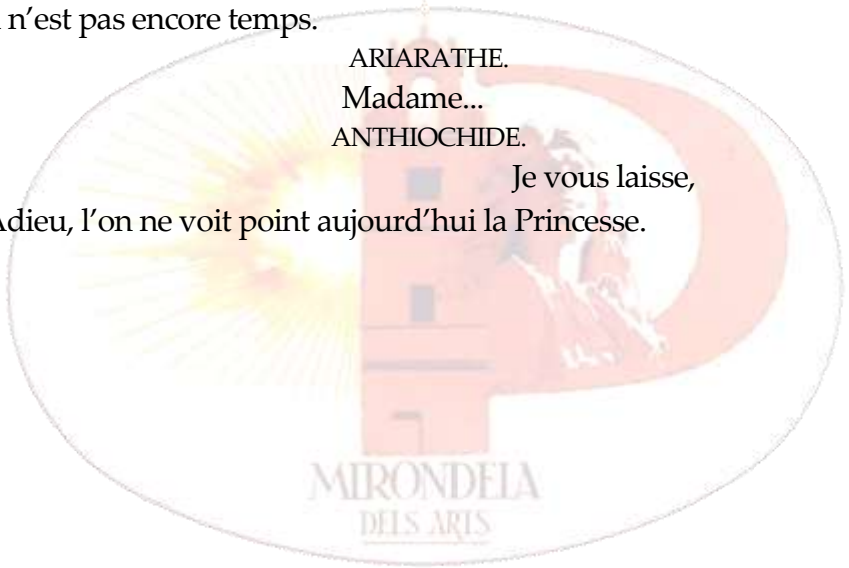 n'est pas encore temps.
ARIARATHE.
Madame...
ANTHIOCHIDE.
Je vous laisse,
Adieu, l'on ne voit point aujourd'hui la Princesse.
MIRONDELA
DELS ARTS